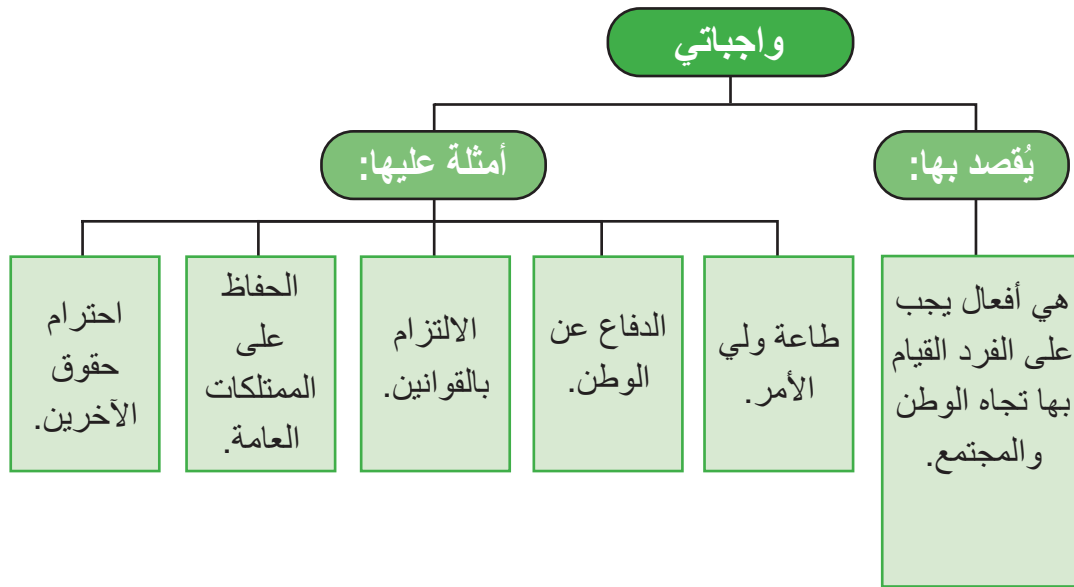 واجباتي
يُقصد بها:
هي أفعال يجب
على الفرد القيام
بها تجاه الوطن
والمجتمع.
أمثلة عليها:
طاعة ولي
الأمر.
الدفاع عن
الوطن.
الالتزام
بالقوانين.
الحفاظ
على
الممتلكات
العامة.
احترام
حقوق
الآخرين.